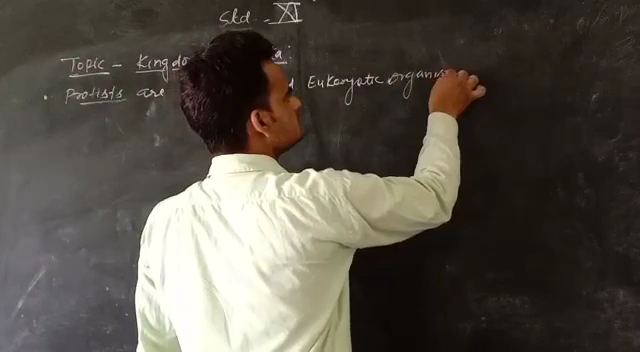 Std - XI
Topic - Kingdo a:
. Protists are d Eukaryotic organis